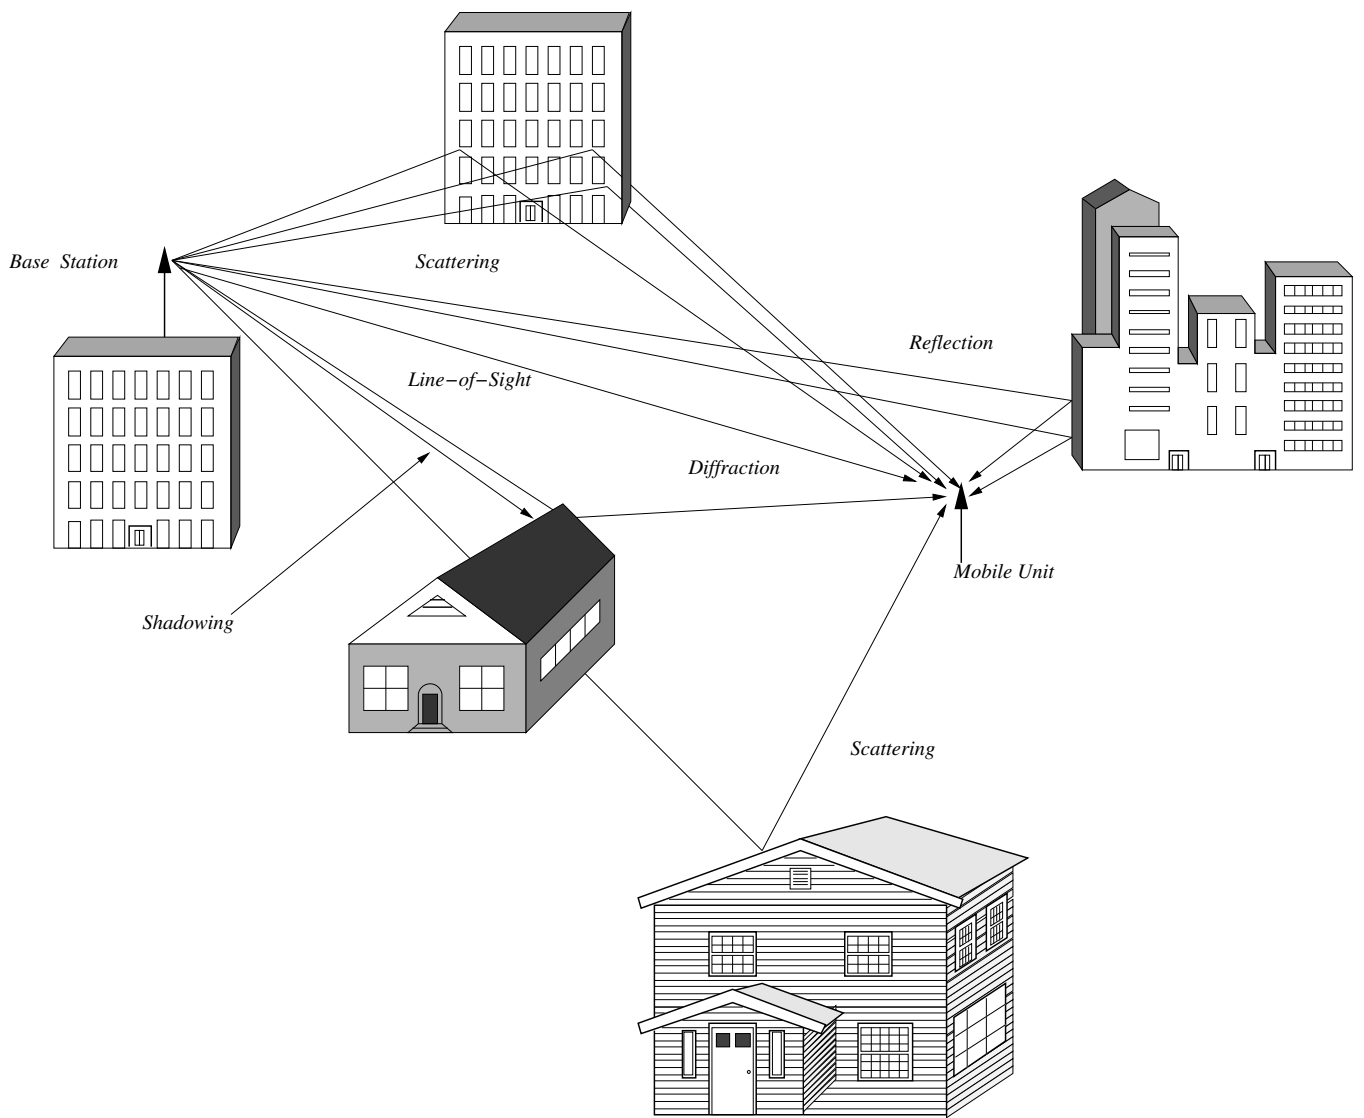 Base Station
Scattering
Reflection
Line−of−Sight
Diffraction
Mobile Unit
Shadowing
Scattering